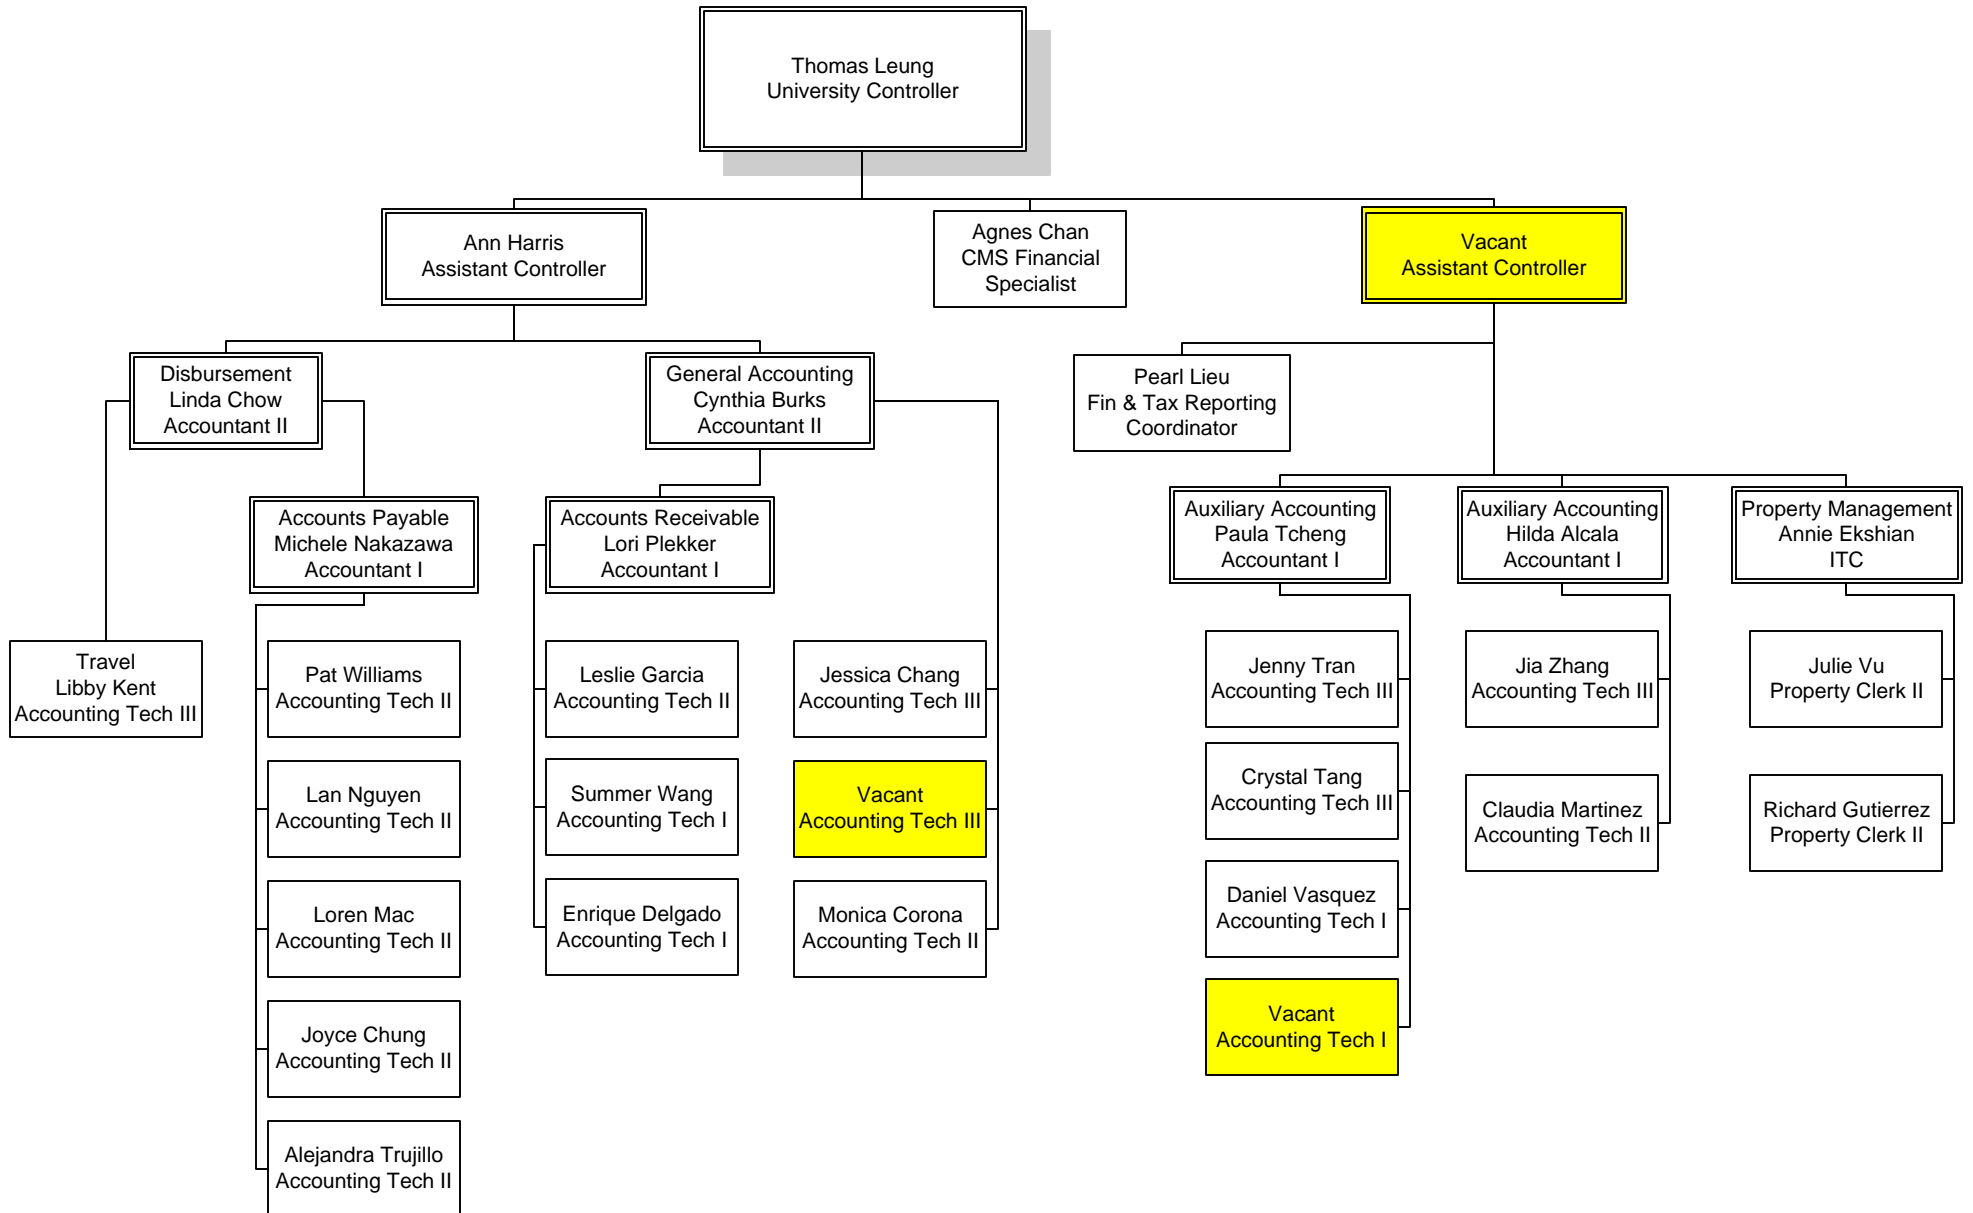 Thomas Leung
University Controller
Ann Harris
Assistant Controller
Agnes Chan
CMS Financial
Specialist
Vacant
Assistant Controller
Disbursement
Linda Chow
Accountant II
General Accounting
Cynthia Burks
Accountant II
Pearl Lieu
Fin & Tax Reporting
Coordinator
Accounts Payable
Michele Nakazawa
Accountant I
Accounts Receivable
Lori Plekker
Accountant I
Auxiliary Accounting
Paula Tcheng
Accountant I
Auxiliary Accounting
Hilda Alcala
Accountant I
Property Management
Annie Ekshian
ITC
Travel
Libby Kent
Accounting Tech III
Pat Williams
Accounting Tech II
Lan Nguyen
Accounting Tech II
Loren Mac
Accounting Tech II
Joyce Chung
Accounting Tech II
Alejandra Trujillo
Accounting Tech II
Leslie Garcia
Accounting Tech II
Summer Wang
Accounting Tech I
Enrique Delgado
Accounting Tech I
Jessica Chang
Accounting Tech III
Vacant
Accounting Tech III
Monica Corona
Accounting Tech II
Jenny Tran
Accounting Tech III
Crystal Tang
Accounting Tech III
Daniel Vasquez
Accounting Tech I
Vacant
Accounting Tech I
Jia Zhang
Accounting Tech III
Claudia Martinez
Accounting Tech II
Julie Vu
Property Clerk II
Richard Gutierrez
Property Clerk II